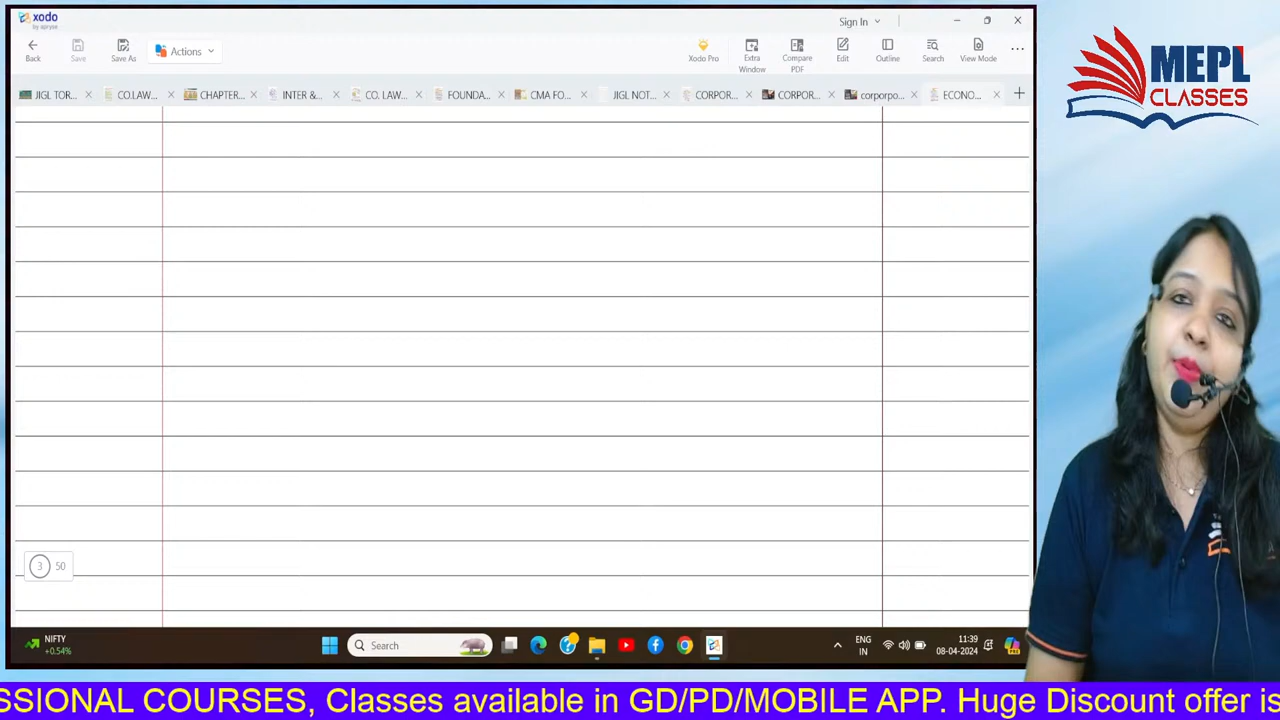 xodo
by apryse
Sign In
Back
Save
Save As
Actions
Xodo Pro
Extra Window
Compare PDF
Edit
Outline
Search
View Mode
JIGL TOR...
CO.LAW...
CHAPTER...
INTER &...
CO,LAW...
FOUNDA...
CMA FO...
JIGL NOT...
CORPOR...
CORPOR...
corporpo...
ECONO...
MEPL
CLASSES
3 50
NIFTY
+0.54%
Search
ENG
IN
11:39
08-04-2024
SSIONAL COURSES, Classes available in GD/PD/MOBILE APP. Huge Discount offer is